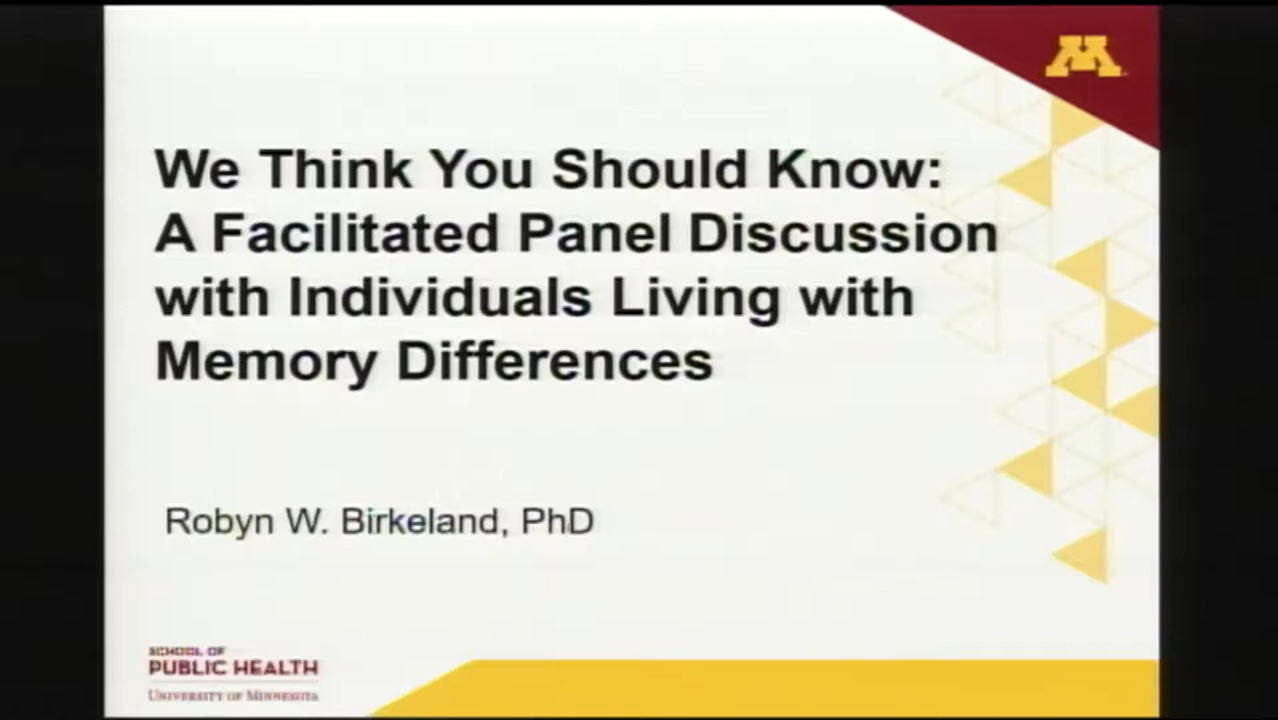 We Think You Should Know:
A Facilitated Panel Discussion
with Individuals Living with
Memory Differences
Robyn W. Birkeland, PhD
SCHOOL OF
PUBLIC HEALTH
UNIVERSITY OF MINNESOTA